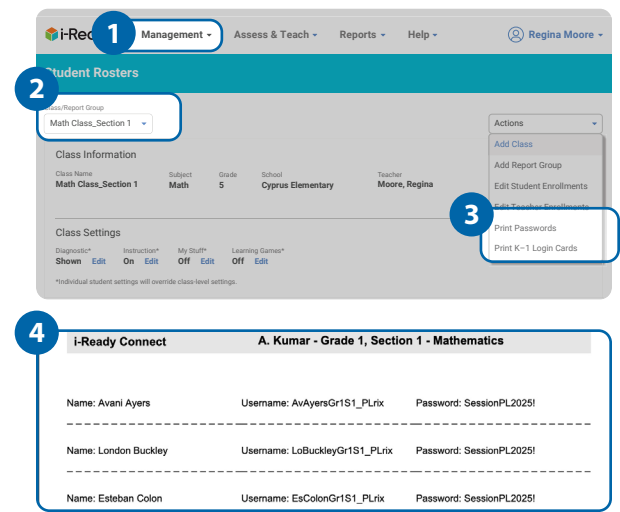 1
i-Rea Management Assess & Teach Reports Help Regina Moore
Student Rosters
2
Class/Report Group
Math Class_Section 1 Actions
Add Class
Class Information
Add Report Group
Class Name Subject Grade School Teacher
Math Class_Section 1 Math 5 Cyprus Elementary Moore, Regina
Edit Student Enrollments
Edit Teacher Enrollments
3
Print Passwords
Class Settings
Print K–1 Login Cards
Diagnostic* Instruction* My Stuff* Learning Games*
Shown Edit On Edit Off Edit Off Edit
*Individual student settings will override class-level settings.
4
i-Ready Connect A. Kumar - Grade 1, Section 1 - Mathematics
Name: Avani Ayers Username: AvAyersGr1S1_PLrix Password: SessionPL2025!
Name: London Buckley Username: LoBuckleyGr1S1_PLrix Password: SessionPL2025!
Name: Esteban Colon Username: EsColonGr1S1_PLrix Password: SessionPL2025!